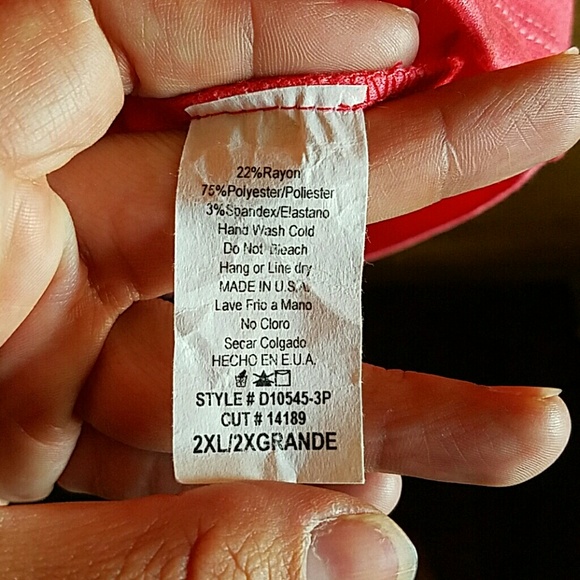 22%Rayon
75%Polyester/Poliester
3%Spandex/Elastano
Hand Wash Cold
Do Not Bleach
Hang or Line dry
MADE IN U.S.A.
Lave Frio a Mano
No Cloro
Secar Colgado
HECHO EN E.U.A.
STYLE # D10545-3P
CUT # 14189
2XL/2XGRANDE